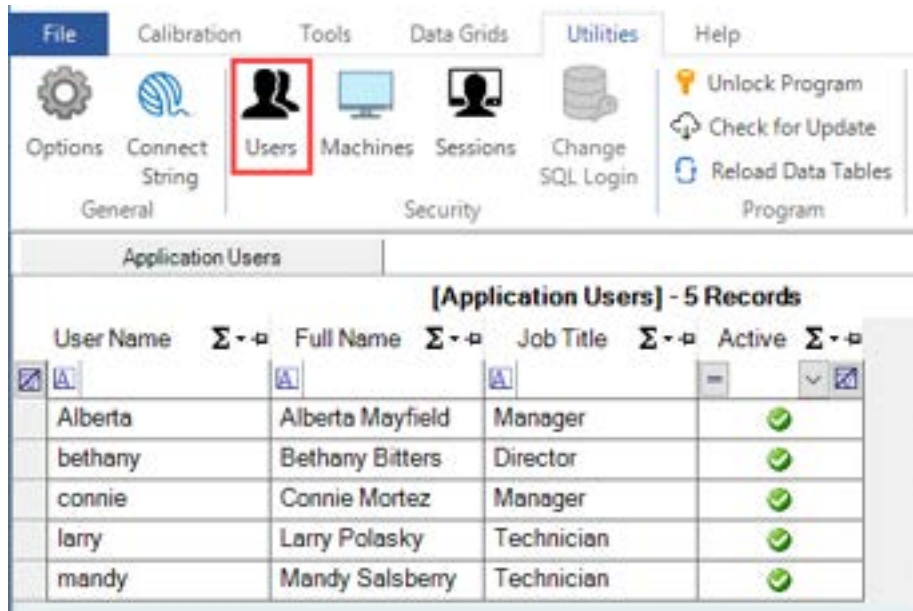 File Calibration Tools Data Grids Utilities Help
Options Connect String Users Machines Sessions Change SQL Login
Unlock Program
Check for Update
Reload Data Tables
General Security Program
Application Users
[Application Users] - 5 Records
User Name Σ Full Name Σ Job Title Σ Active Σ
A A A =
Alberta Alberta Mayfield Manager
bethany Bethany Bitters Director
connie Connie Mortez Manager
larry Larry Polasky Technician
mandy Mandy Salsberry Technician